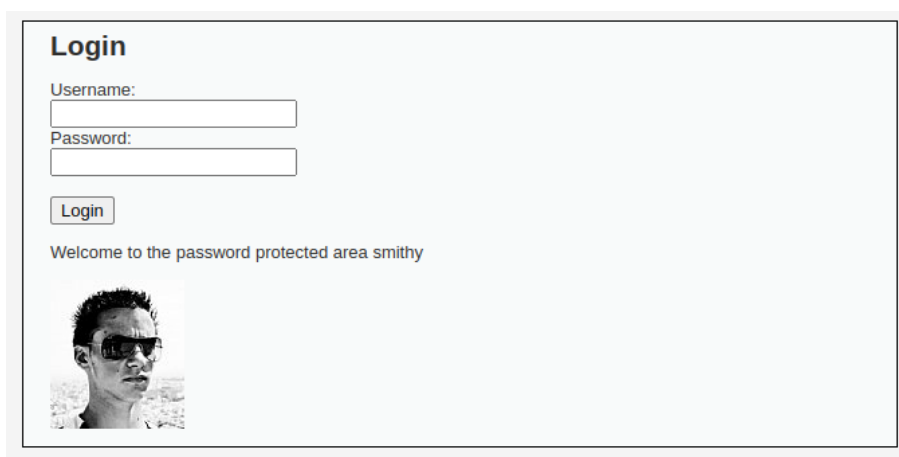 Login
Username:
Password:
Login
Welcome to the password protected area smithy